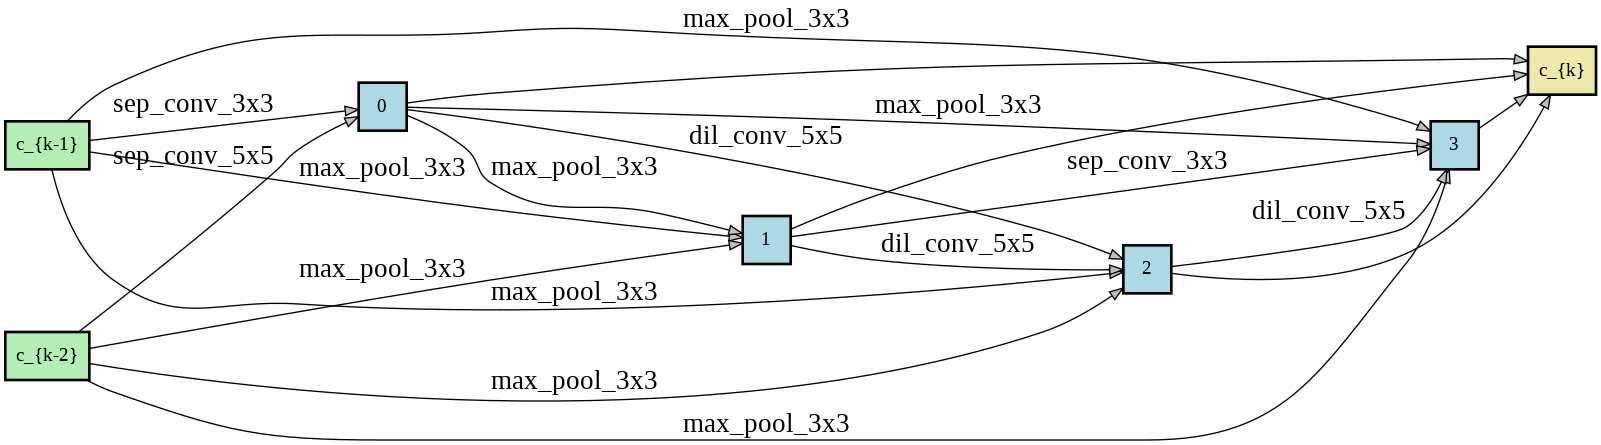 max_pool_3x3
c_{k}
sep_conv_3x3
0
max_pool_3x3
c_{k-1}
dil_conv_5x5
3
sep_conv_5x5
max_pool_3x3
max_pool_3x3
sep_conv_3x3
dil_conv_5x5
1
dil_conv_5x5
max_pool_3x3
2
max_pool_3x3
c_{k-2}
max_pool_3x3
max_pool_3x3